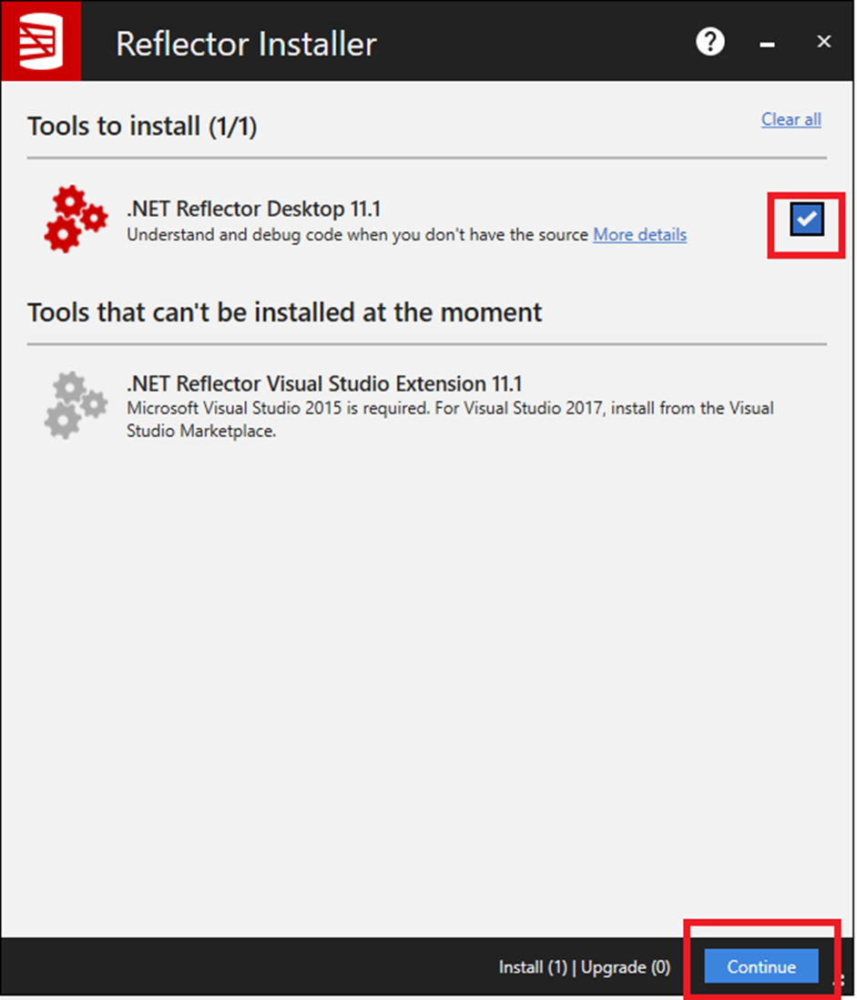 Reflector Installer
?
Tools to install (1/1)
Clear all
.NET Reflector Desktop 11.1
Understand and debug code when you don't have the source More details
Tools that can't be installed at the moment
.NET Reflector Visual Studio Extension 11.1
Microsoft Visual Studio 2015 is required. For Visual Studio 2017, install from the Visual
Studio Marketplace.
Install (1) | Upgrade (0)
Continue